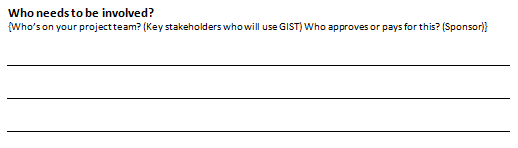 Who needs to be involved?
{Who's on your project team? (Key stakeholders who will use GIST) Who approves or pays for this? (Sponsor)}